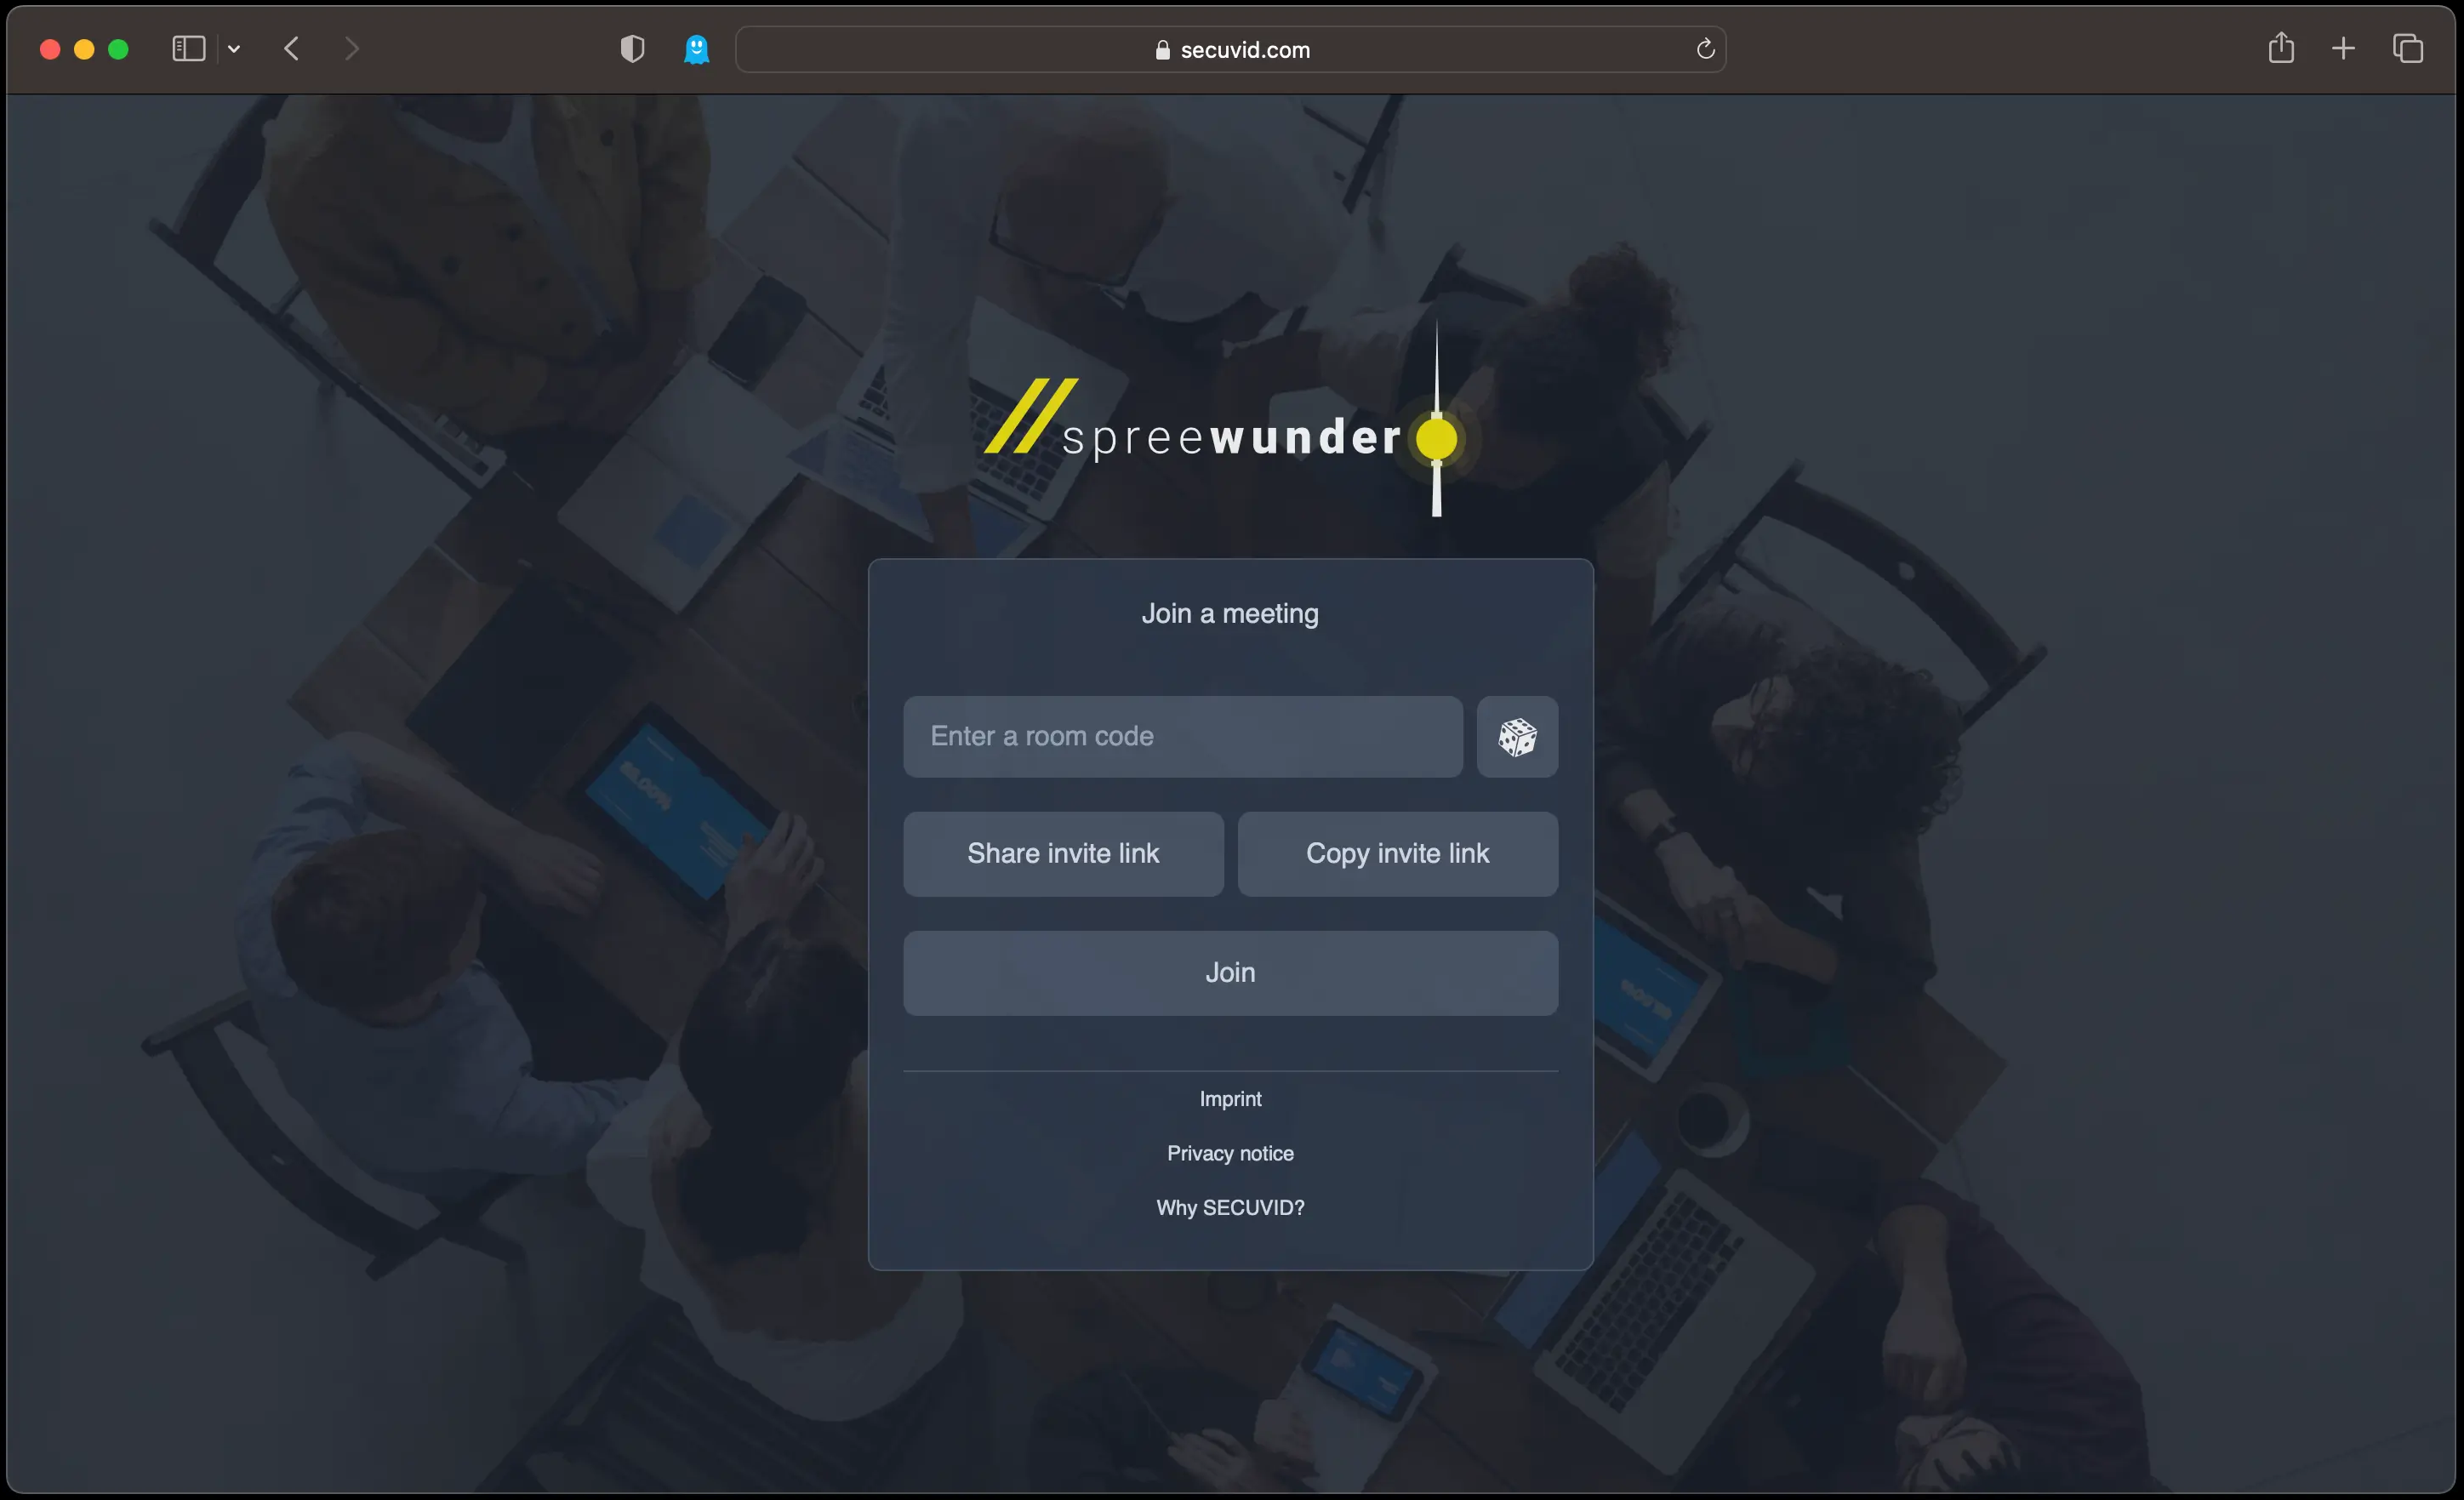 secuvid.com
//spreewunder
Join a meeting
Enter a room code
Share invite link
Copy invite link
Join
Imprint
Privacy notice
Why SECUVID?